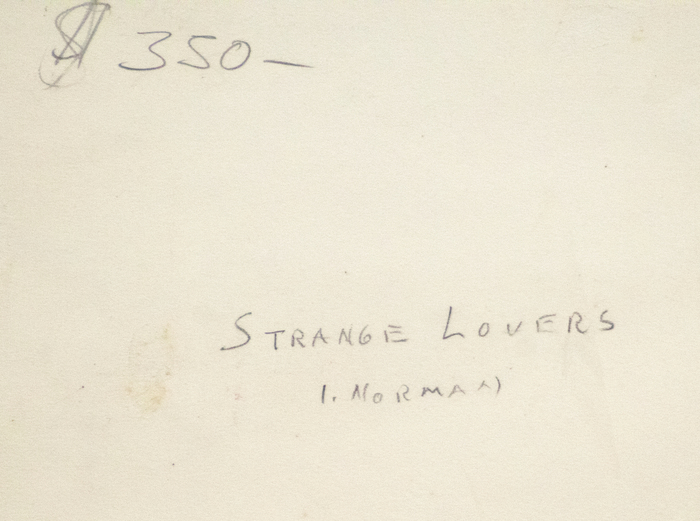 $ 350—
STRANGE LOVERS
I. NORMAN